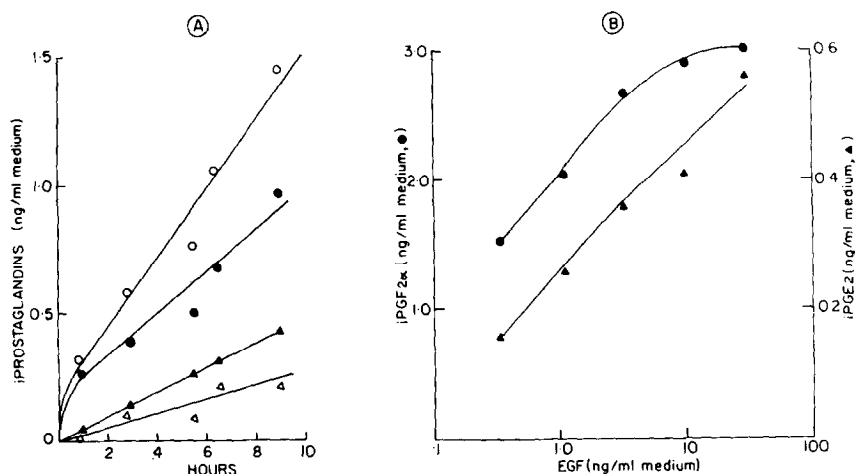 A
iPROSTAGLANDINS (ng/ml medium)
1·5
1·0
0·5
0
2
4
6
8
10
HOURS
B
iPGF2α (ng/ml medium, ●)
3·0
2·0
1·0
·1
1·0
10
100
EGF (ng/ml medium)
0·6
0·4
0·2
0
iPGE2 (ng/ml medium, ▲)